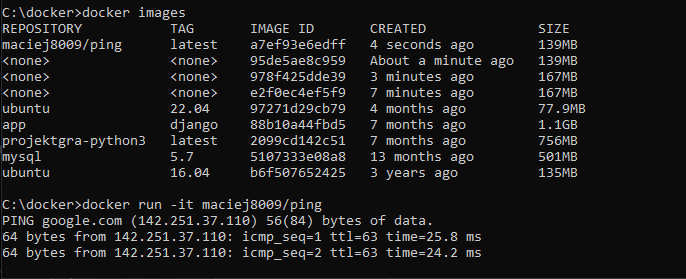 C:\docker>docker images
REPOSITORY TAG IMAGE ID CREATED SIZE
maciej8009/ping latest a7ef93e6edff 4 seconds ago 139MB
<none> <none> 95de5ae8c959 About a minute ago 139MB
<none> <none> 978f425dde39 3 minutes ago 167MB
<none> <none> e2f0ec4ef5f9 7 minutes ago 167MB
ubuntu 22.04 97271d29cb79 4 months ago 77.9MB
app django 88b10a44fbd5 7 months ago 1.1GB
projektgra-python3 latest 2099cd142c51 7 months ago 756MB
mysql 5.7 5107333e08a8 13 months ago 501MB
ubuntu 16.04 b6f507652425 3 years ago 135MB
C:\docker>docker run -it maciej8009/ping
PING google.com (142.251.37.110) 56(84) bytes of data.
64 bytes from 142.251.37.110: icmp_seq=1 ttl=63 time=25.8 ms
64 bytes from 142.251.37.110: icmp_seq=2 ttl=63 time=24.2 ms